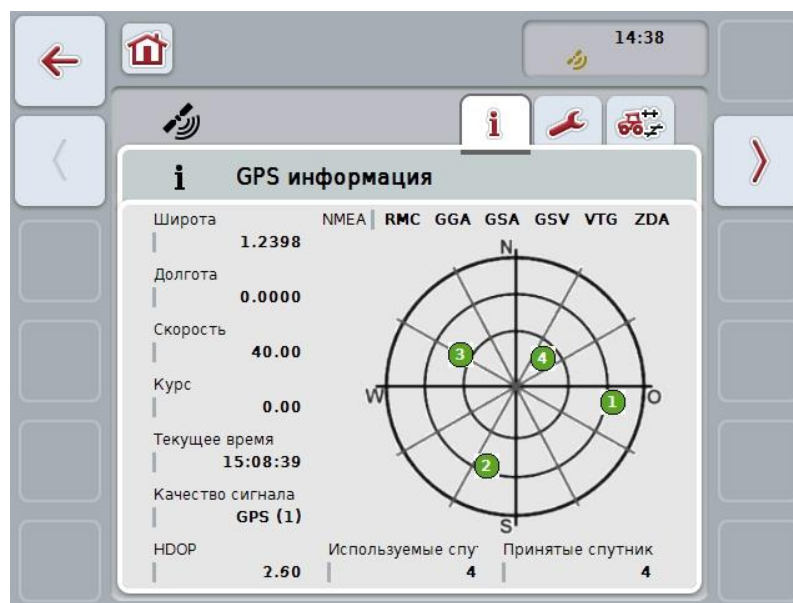 14:38
GPS информация
Широта
1.2398
NMEA RMC GGA GSA GSV VTG ZDA
Долгота
0.0000
Скорость
40.00
Курс
0.00
Текущее время
15:08:39
Качество сигнала
GPS (1)
HDOP
2.60
N
3
4
W
1
O
2
S
Используемые спу
4
Принятые спутник
4